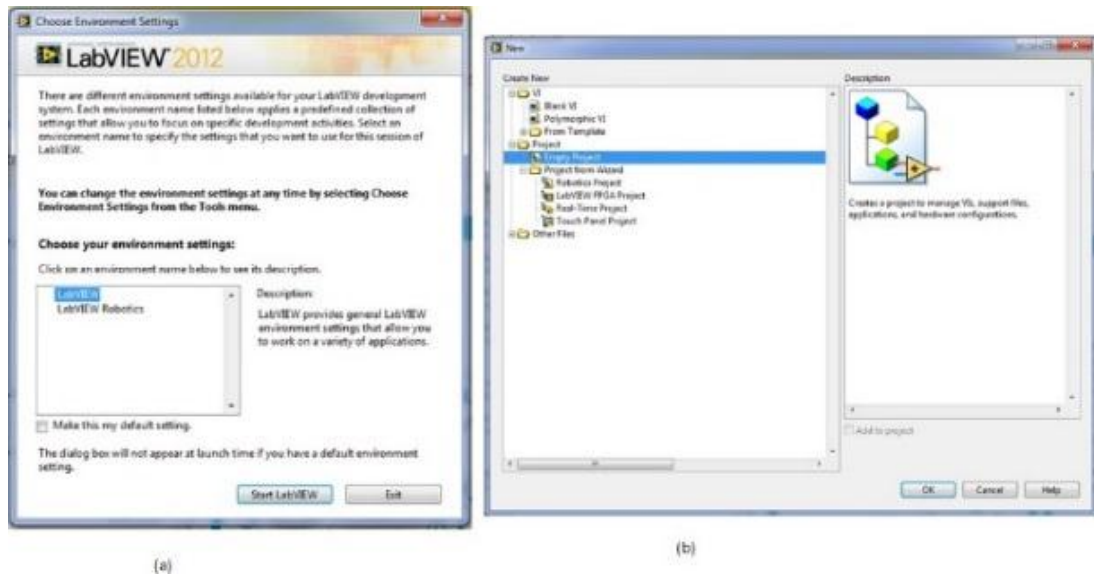 Choose Environment Settings
LabVIEW 2012
There are different environment settings available for your LabVIEW development
system. Each environment name listed below applies a predefined collection of
settings that allow you to focus on specific development activities. Select an
environment name to specify the settings that you want to use for this session of
LabVIEW.
You can change the environment settings at any time by selecting Choose
Environment Settings from the Tools menu.
Choose your environment settings:
Click on an environment name below to see its description.
LabVIEW
LabVIEW Robotics
Description:
LabVIEW provides general LabVIEW
environment settings that allow you
to work on a variety of applications.
Make this my default setting.
The dialog box will not appear at launch time if you have a default environment
setting.
Start LabVIEW
Exit
(a)
New
Create New
VI
Blank VI
Polymorphic VI
From Template
Project
Empty Project
Project from Wizard
Robotics Project
LabVIEW FPGA Project
Real-Time Project
Touch Panel Project
Other Files
Description
Creates a project to manage VIs, support files,
applications, and hardware configurations.
Add to project
OK
Cancel
Help
(b)